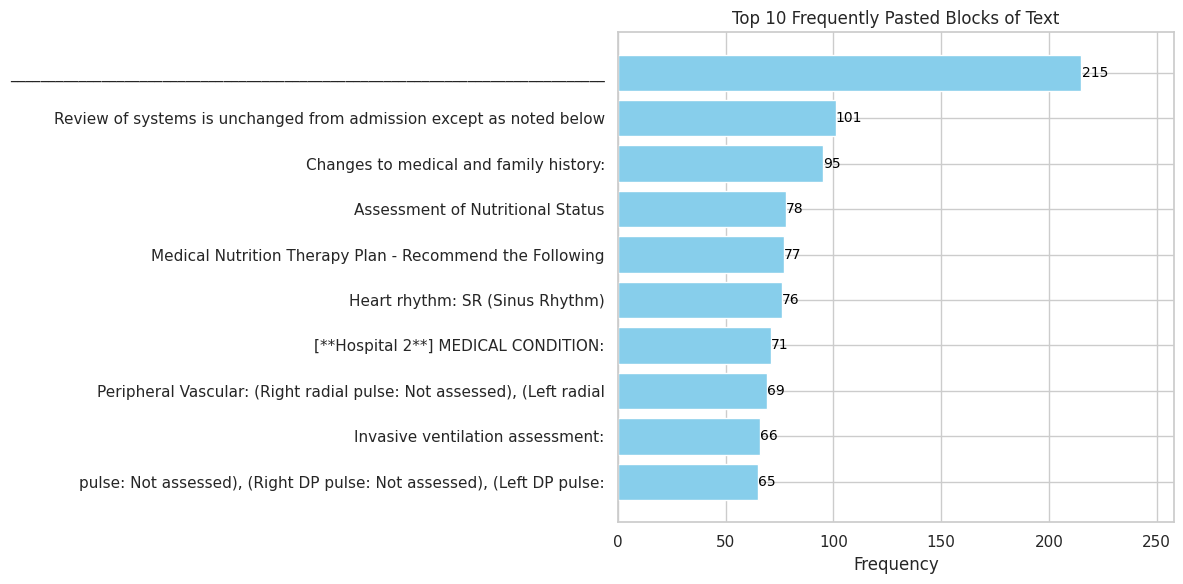 Top 10 Frequently Pasted Blocks of Text
______________________________________________________________________ 215
Review of systems is unchanged from admission except as noted below 101
Changes to medical and family history: 95
Assessment of Nutritional Status 78
Medical Nutrition Therapy Plan - Recommend the Following 77
Heart rhythm: SR (Sinus Rhythm) 76
[**Hospital 2**] MEDICAL CONDITION: 71
Peripheral Vascular: (Right radial pulse: Not assessed), (Left radial 69
Invasive ventilation assessment: 66
pulse: Not assessed), (Right DP pulse: Not assessed), (Left DP pulse: 65
0 50 100 150 200 250
Frequency